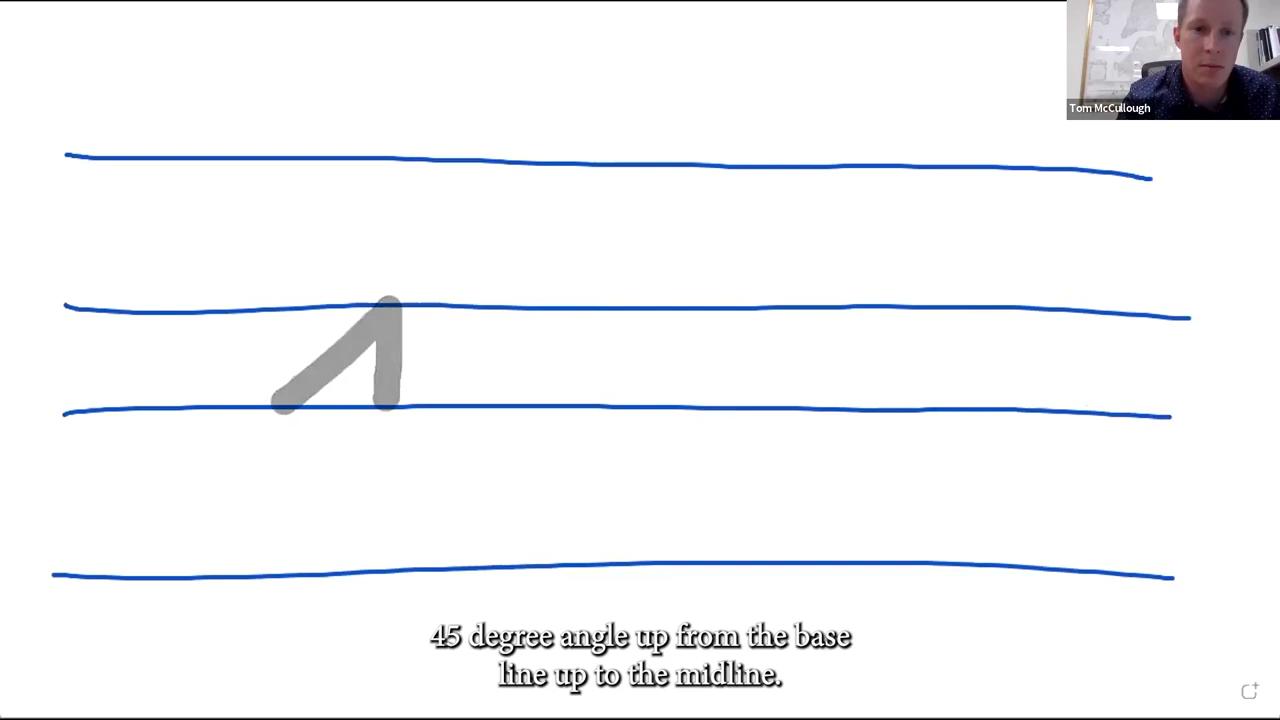 Tom McCullough
45 degree angle up from the base
line up to the midline.